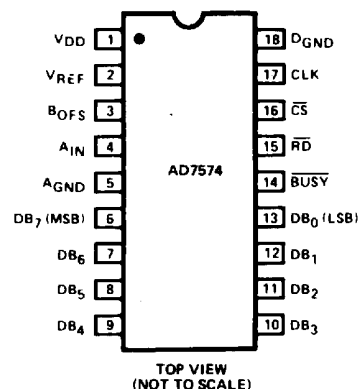 VDD 1 18 DGND
VREF 2 17 CLK
BOFS 3 16 CS
AIN 4 15 RD
AD7574
AGND 5 14 BUSY
DB7 (MSB) 6 13 DB0 (LSB)
DB6 7 12 DB1
DB5 8 11 DB2
DB4 9 10 DB3
TOP VIEW
(NOT TO SCALE)